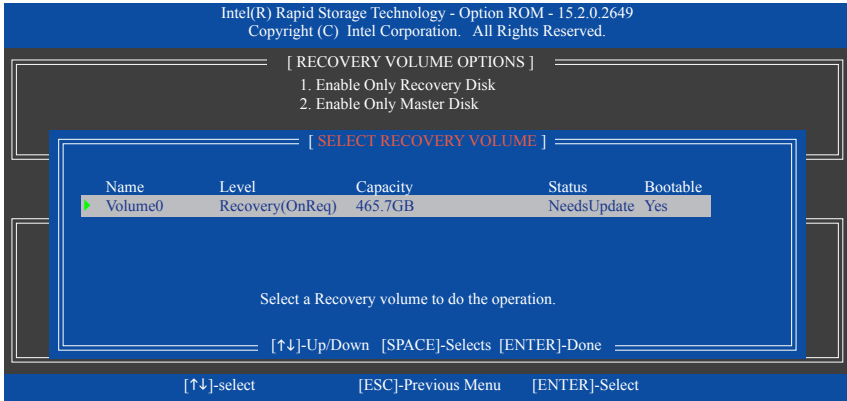 Intel(R) Rapid Storage Technology - Option ROM - 15.2.0.2649
Copyright (C) Intel Corporation. All Rights Reserved.
[ RECOVERY VOLUME OPTIONS ]
1. Enable Only Recovery Disk
2. Enable Only Master Disk
[ SELECT RECOVERY VOLUME ]
Name Level Capacity Status Bootable
Volume0 Recovery(OnReq) 465.7GB NeedsUpdate Yes
Select a Recovery volume to do the operation.
[↑↓]-Up/Down [SPACE]-Selects [ENTER]-Done
[↑↓]-select [ESC]-Previous Menu [ENTER]-Select